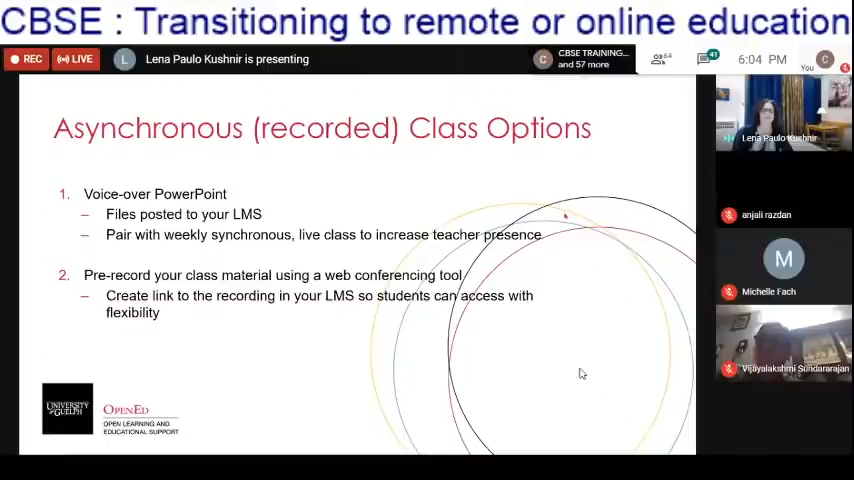 CBSE : Transitioning to remote or online education
REC
LIVE
L
Lena Paulo Kushnir is presenting
C
CBSE TRAINING...
and 57 more
64
41
6:04 PM
You
C
Asynchronous (recorded) Class Options
1. Voice-over PowerPoint
– Files posted to your LMS
– Pair with weekly synchronous, live class to increase teacher presence
2. Pre-record your class material using a web conferencing tool
– Create link to the recording in your LMS so students can access with
flexibility
UNIVERSITY
OF GUELPH
OPENED
OPEN LEARNING AND
EDUCATIONAL SUPPORT
Lena Paulo Kushnir
anjali razdan
M
Michelle Fach
Vijayalakshmi Sundararajan